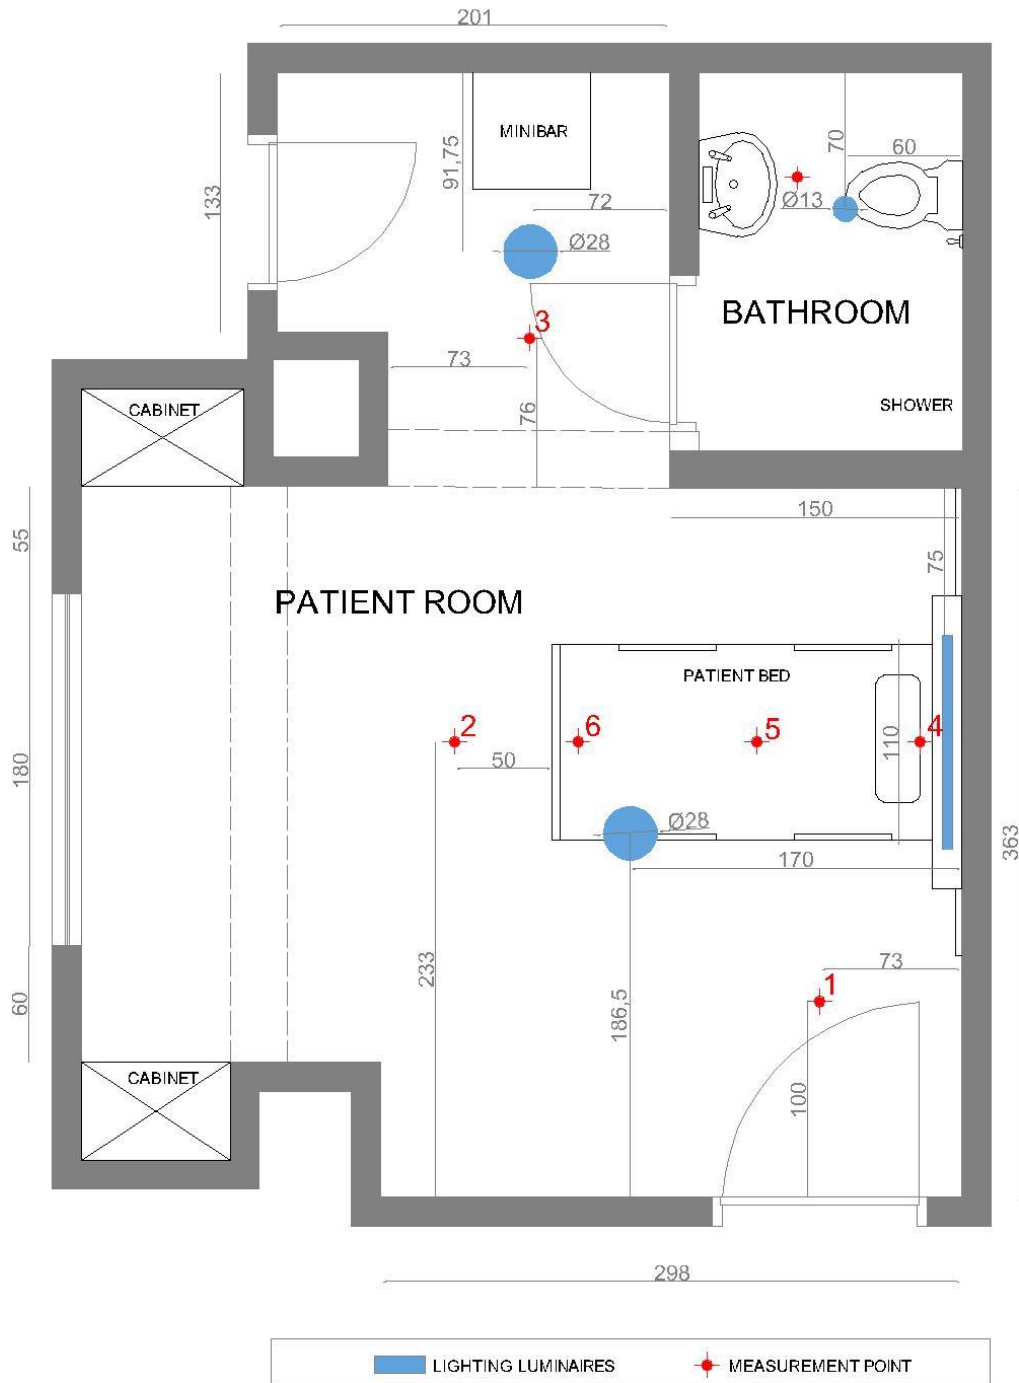 201
MINIBAR
133
91,75
72
Ø28
70
60
Ø13
BATHROOM
3
73
76
CABINET
SHOWER
150
55
75
PATIENT ROOM
PATIENT BED
2
6
5
4
50
110
180
Ø28
170
363
233
186,5
73
1
60
100
CABINET
298
LIGHTING LUMINAIRES
MEASUREMENT POINT